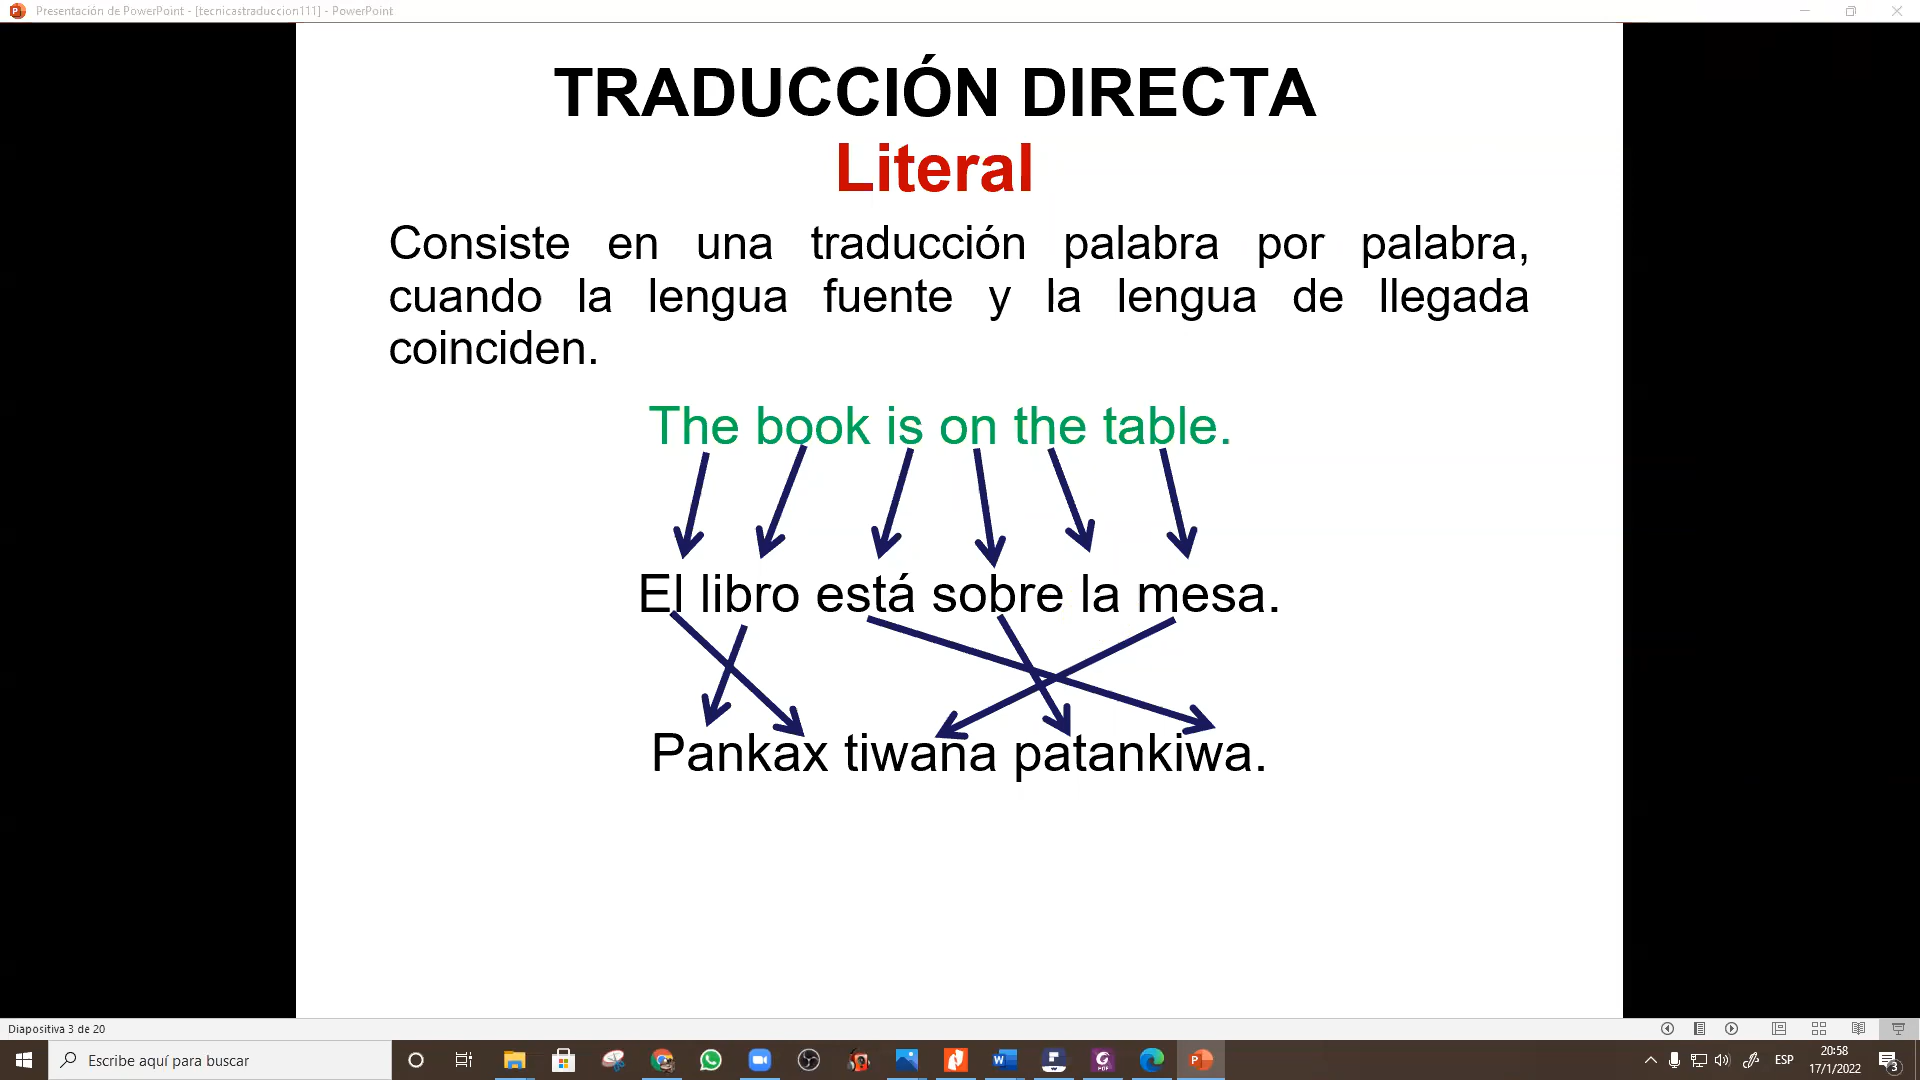 Presentación de PowerPoint - [tecnicastraduccion111] - PowerPoint
TRADUCCIÓN DIRECTA
Literal
Consiste en una traducción palabra por palabra,
cuando la lengua fuente y la lengua de llegada
coinciden.
The book is on the table.
El libro está sobre la mesa.
Pankax tiwana patankiwa.
Diapositiva 3 de 20
Escribe aquí para buscar
ESP
20:58
17/1/2022
3